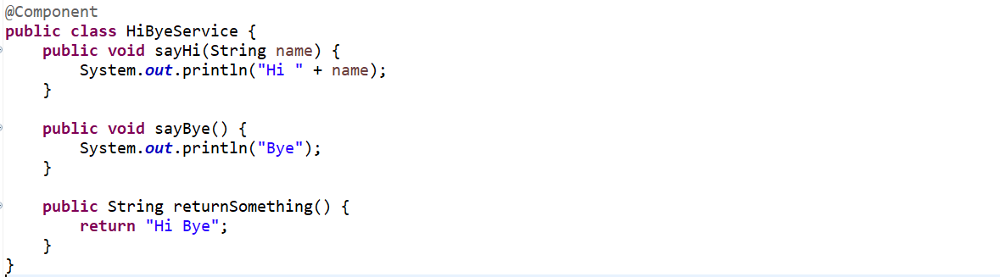 @Component
public class HiByeService {
    public void sayHi(String name) {
        System.out.println("Hi " + name);
    }

    public void sayBye() {
        System.out.println("Bye");
    }

    public String returnSomething() {
        return "Hi Bye";
    }
}